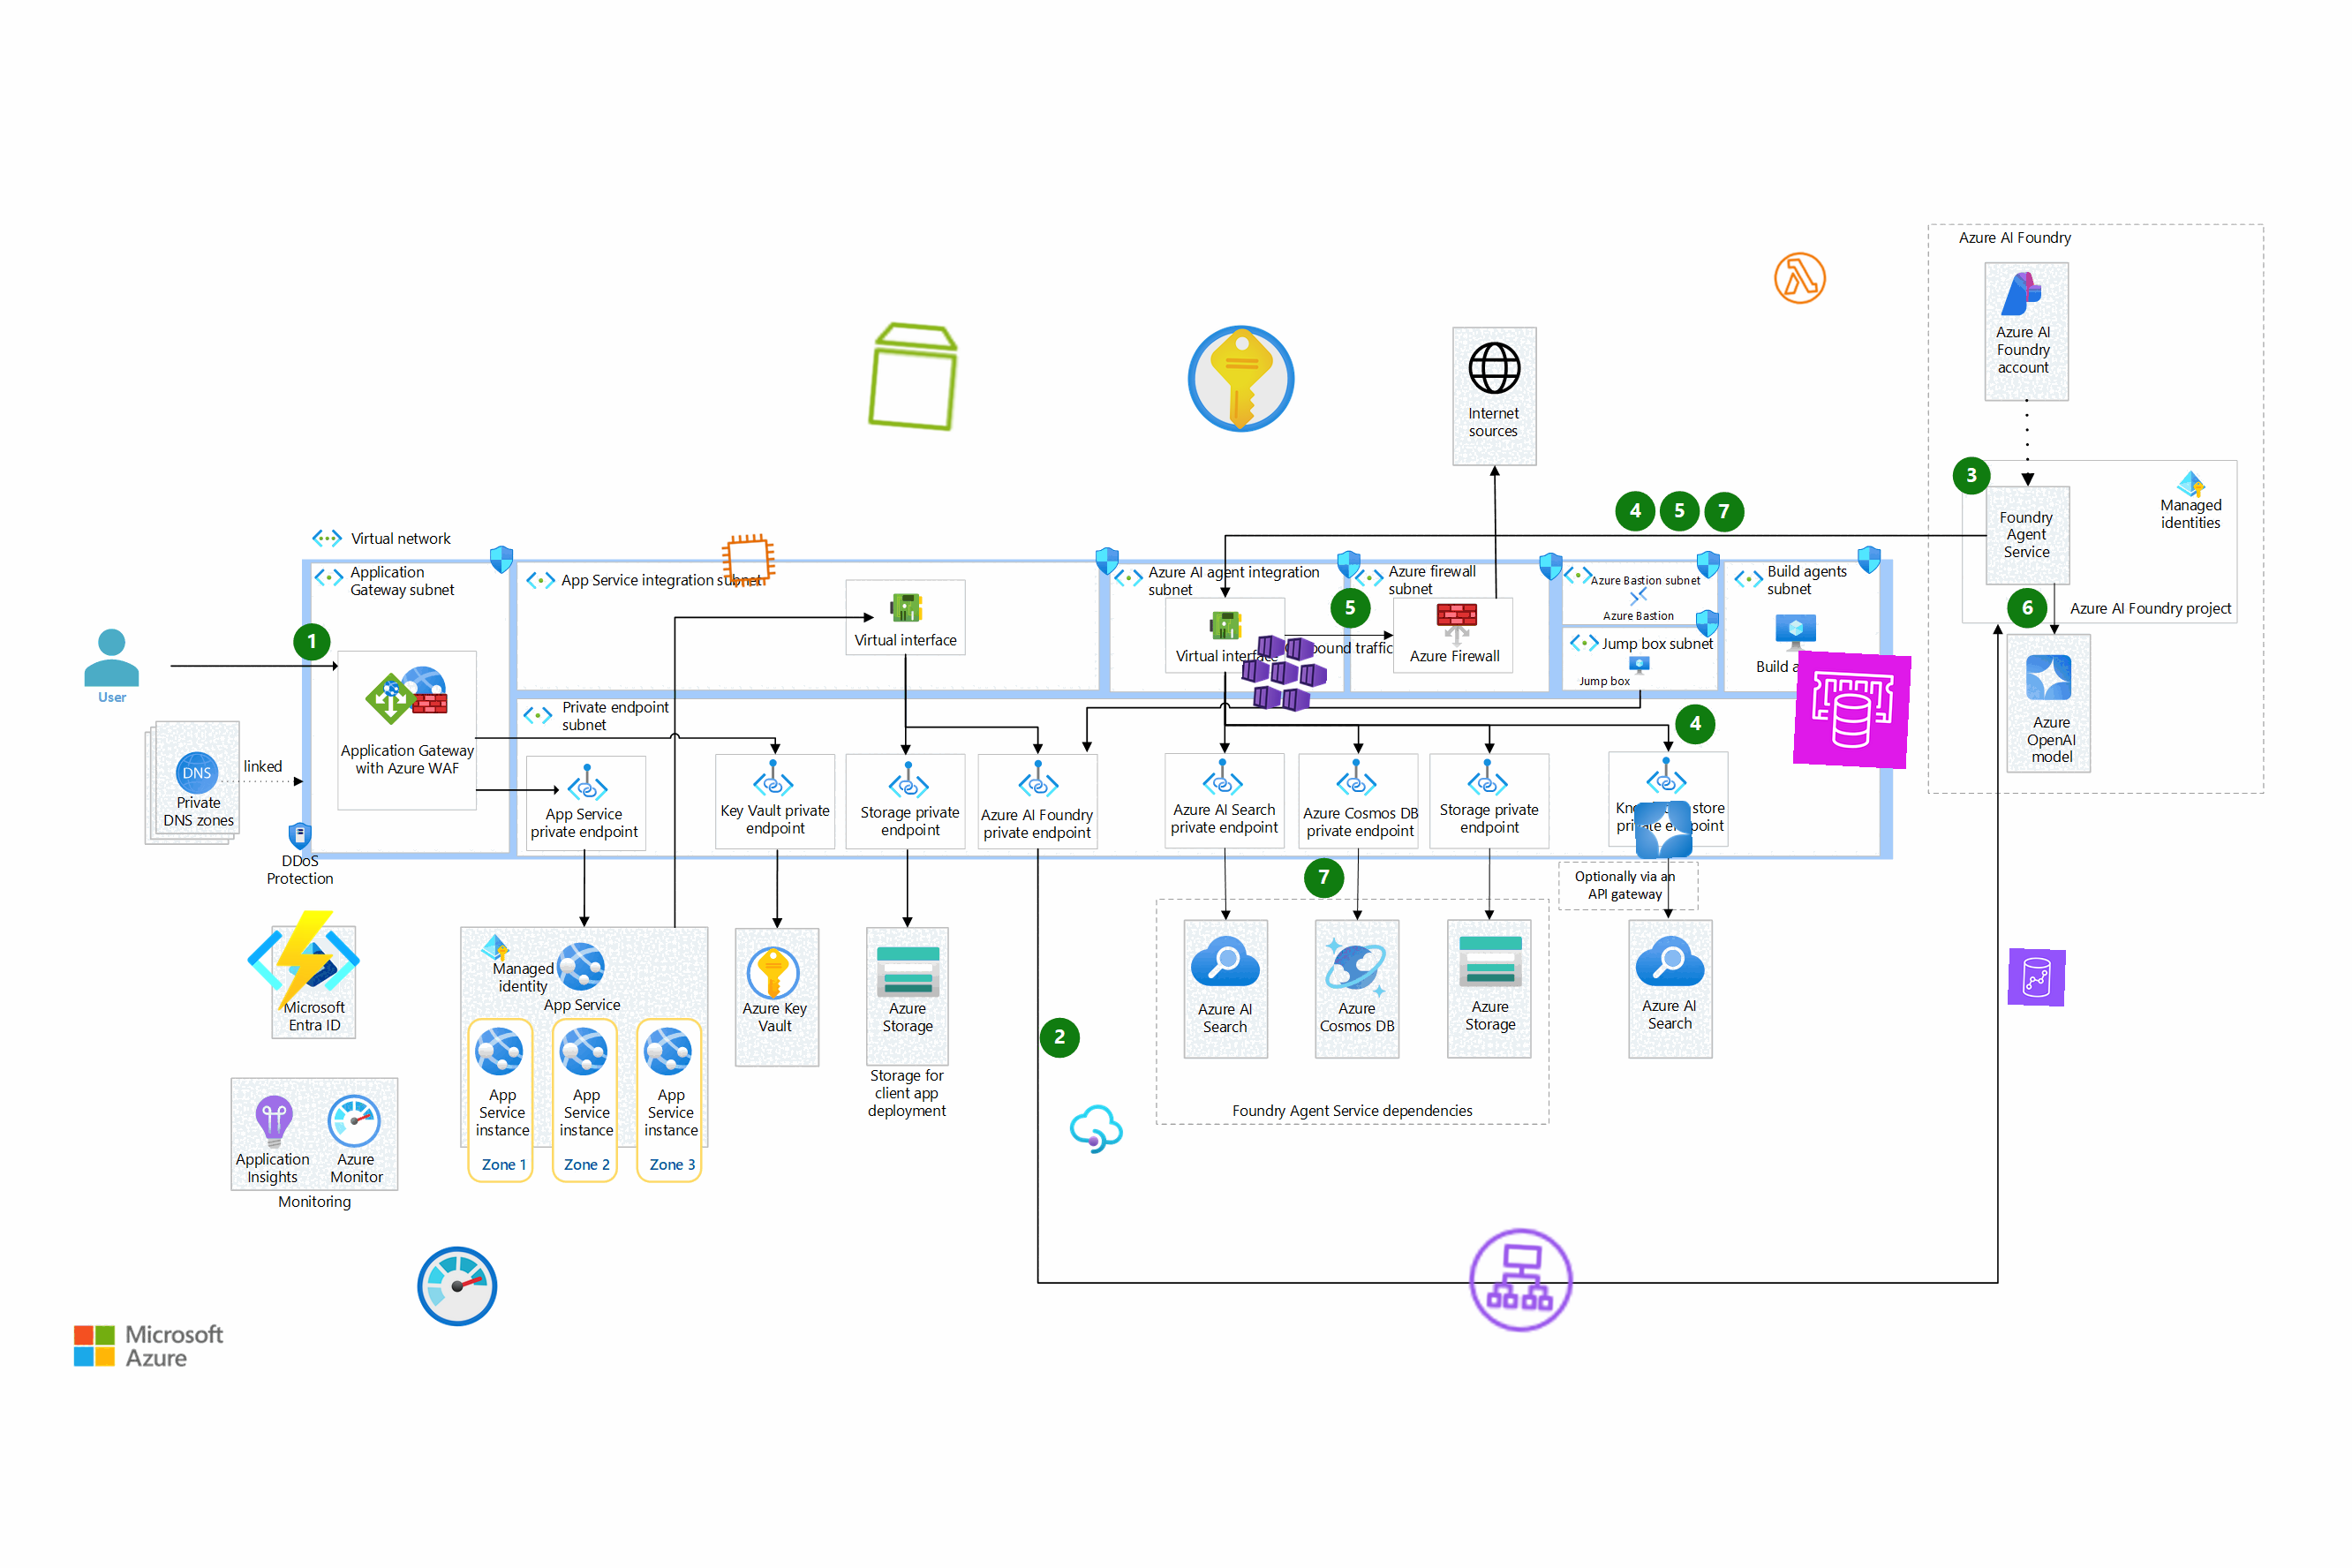 Azure AI Foundry
Azure AI
Foundry
account
Internet
sources
3
Managed
identities
Foundry
Agent
Service
4 5 7
Virtual network
Application
Gateway subnet
App Service integration subnet
Azure AI agent integration
subnet
Azure firewall
subnet
Azure Bastion subnet
Azure Bastion
Build agents
subnet
6
Azure AI Foundry project
1
5
Virtual interface
Virtual interface
traffic
Azure Firewall
Jump box subnet
Jump box
Build
User
Private endpoint
subnet
4
Azure
OpenAI
model
Application Gateway
with Azure WAF
linked
DNS
Private
DNS zones
App Service
private endpoint
Key Vault private
endpoint
Storage private
endpoint
Azure AI Foundry
private endpoint
Azure AI Search
private endpoint
Azure Cosmos DB
private endpoint
Storage private
endpoint
store
private endpoint
DDoS
Protection
7
Optionally via an
API gateway
Microsoft
Entra ID
Managed
identity
App Service
Azure Key
Vault
Azure
Storage
Azure AI
Search
Azure
Cosmos DB
Azure
Storage
Azure AI
Search
2
Storage for
client app
deployment
App
Service
instance
App
Service
instance
App
Service
instance
Zone 1
Zone 2
Zone 3
Foundry Agent Service dependencies
Application
Insights
Azure
Monitor
Monitoring
Microsoft
Azure